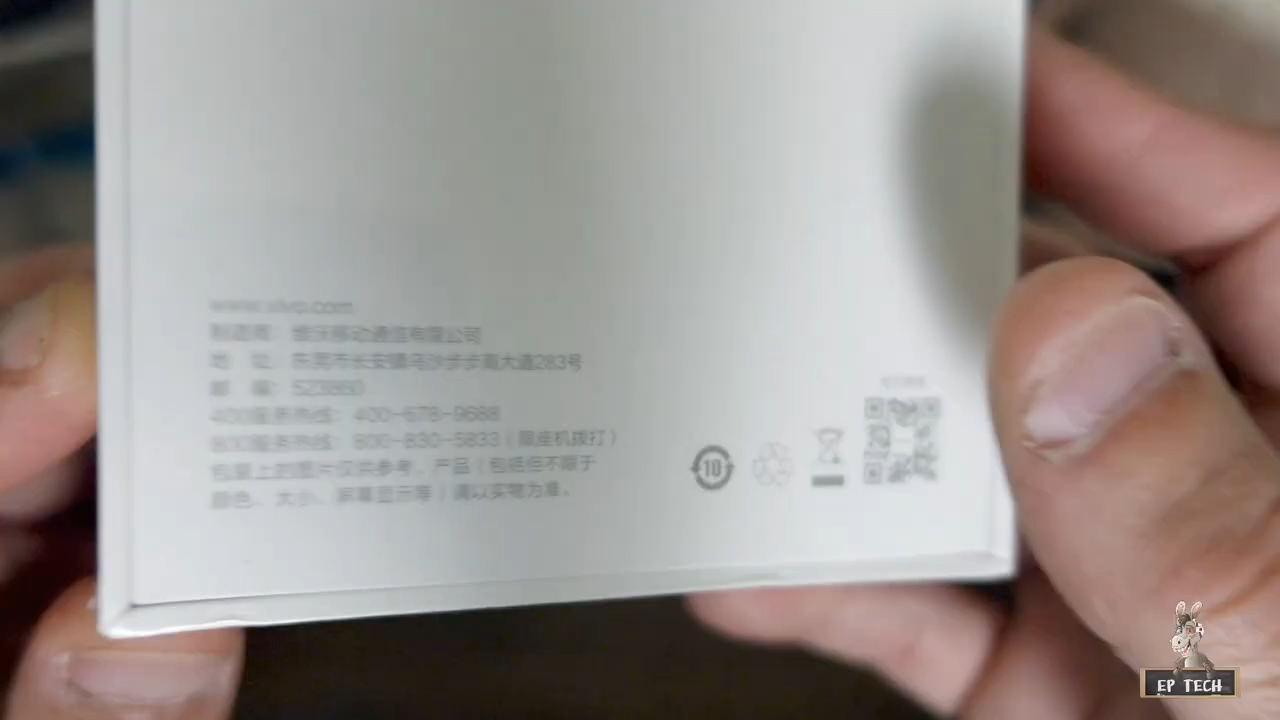 www.vivo.com
制造商： 维沃移动通信有限公司
地 址： 东莞市长安镇乌沙步步高大道283号
邮 编： 523860
400服务热线： 400-678-9688
800服务热线： 800-830-5833（限座机拨打）
包装上的图片仅供参考，产品（包括但不限于
颜色、大小、屏幕显示等）请以实物为准。
10
EP TECH